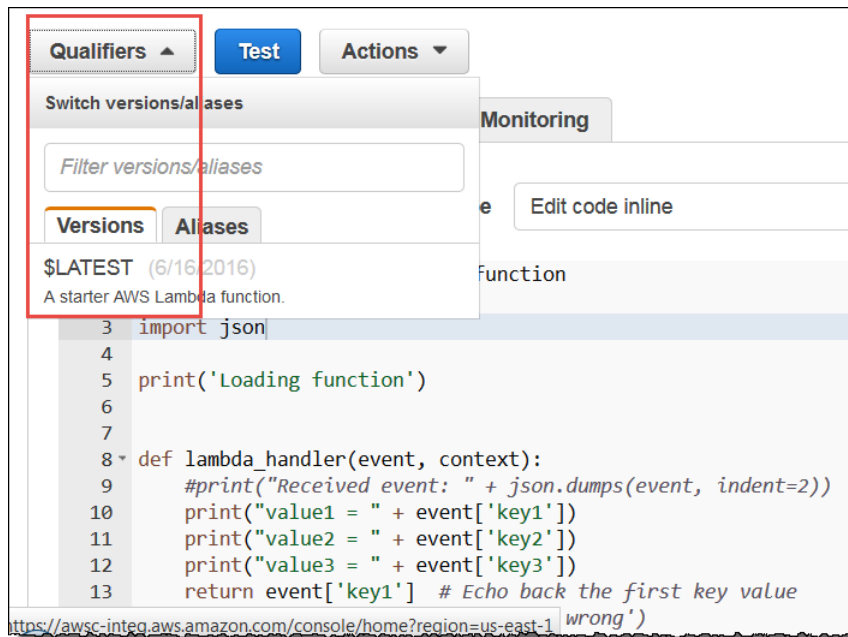 Qualifiers Test Actions
Switch versions/aliases
Monitoring
Filter versions/aliases
e Edit code inline
Versions Aliases
$LATEST (6/16/2016)
function
A starter AWS Lambda function.
3 import json
4
5 print('Loading function')
6
7
8 def lambda_handler(event, context):
9 #print("Received event: " + json.dumps(event, indent=2))
10 print("value1 = " + event['key1'])
11 print("value2 = " + event['key2'])
12 print("value3 = " + event['key3'])
13 return event['key1'] # Echo back the first key value
https://awsc-integ.aws.amazon.com/console/home?region=us-east-1 wrong')